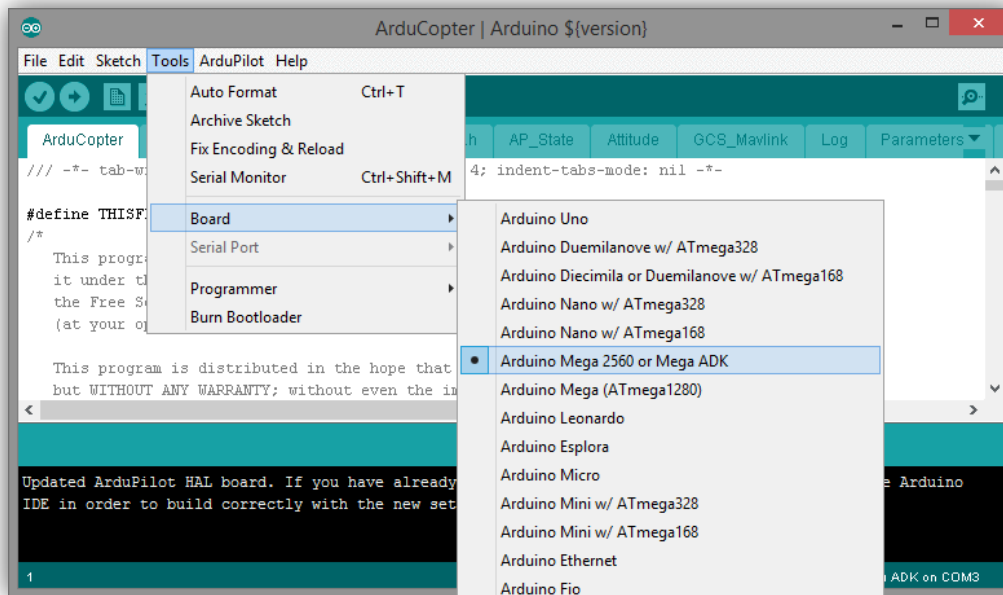 ArduCopter | Arduino ${version}
File Edit Sketch Tools ArduPilot Help
Auto Format Ctrl+T
Archive Sketch
Fix Encoding & Reload
Serial Monitor Ctrl+Shift+M
Board
Serial Port
Programmer
Burn Bootloader
ArduCopter .h AP_State Attitude GCS_Mavlink Log Parameters
/// -*- tab-wi 4; indent-tabs-mode: nil -*-
#define THISF
/*
This progra
it under th
the Free So
(at your op
This program is distributed in the hope that
but WITHOUT ANY WARRANTY; without even the im
Arduino Uno
Arduino Duemilanove w/ ATmega328
Arduino Diecimila or Duemilanove w/ ATmega168
Arduino Nano w/ ATmega328
Arduino Nano w/ ATmega168
Arduino Mega 2560 or Mega ADK
Arduino Mega (ATmega1280)
Arduino Leonardo
Arduino Esplora
Arduino Micro
Arduino Mini w/ ATmega328
Arduino Mini w/ ATmega168
Arduino Ethernet
Arduino Fio
Updated ArduPilot HAL board. If you have already e Arduino
IDE in order to build correctly with the new set
1 ADK on COM3